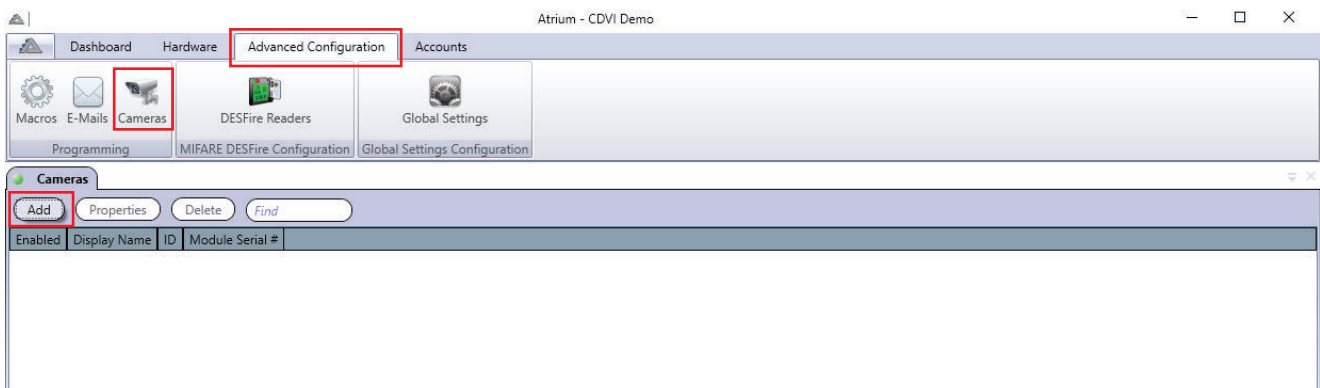 Atrium - CDVI Demo
Dashboard Hardware Advanced Configuration Accounts
Macros E-Mails Cameras DESFire Readers Global Settings
Programming MIFARE DESFire Configuration Global Settings Configuration
Cameras
Add Properties Delete Find
Enabled Display Name ID Module Serial #